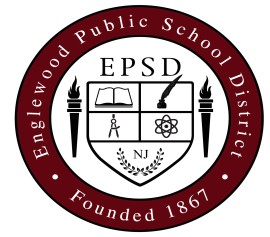 Englewood Public School District
EPSD
NJ
Founded 1867